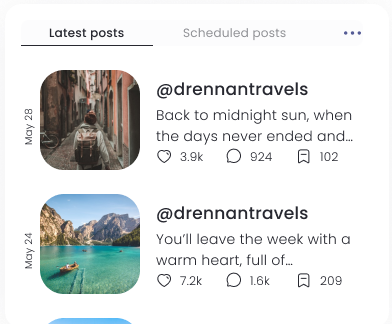 Latest posts
Scheduled posts
May 28
@drennantravels
Back to midnight sun, when
the days never ended and...
3.9k
924
102
May 24
@drennantravels
You'll leave the week with a
warm heart, full of...
7.2k
1.6k
209